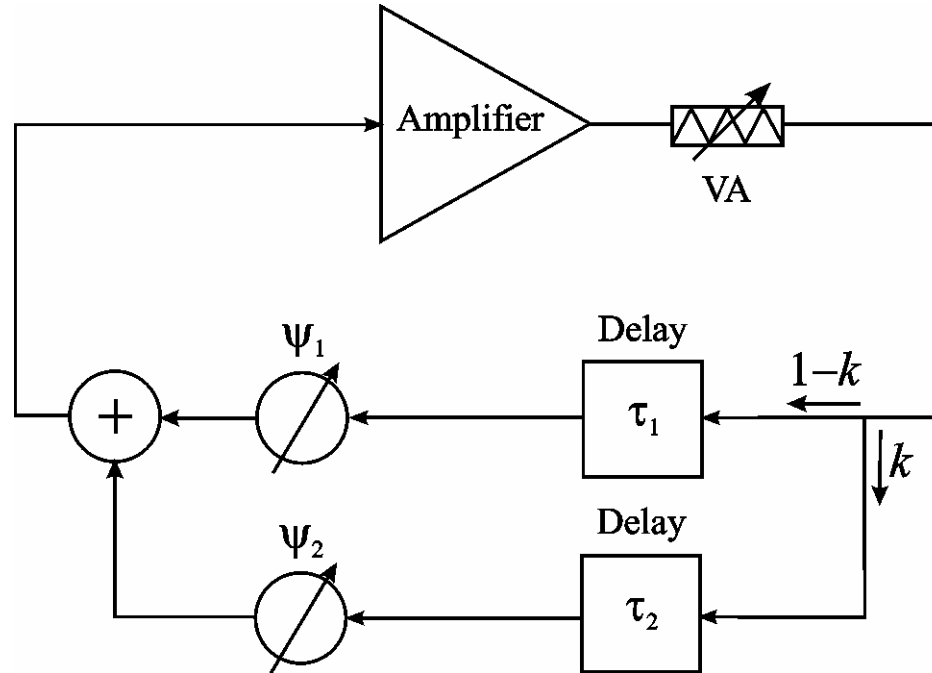 Amplifier
VA
ψ₁
Delay
1−k
+
τ₁
k
ψ₂
Delay
τ₂